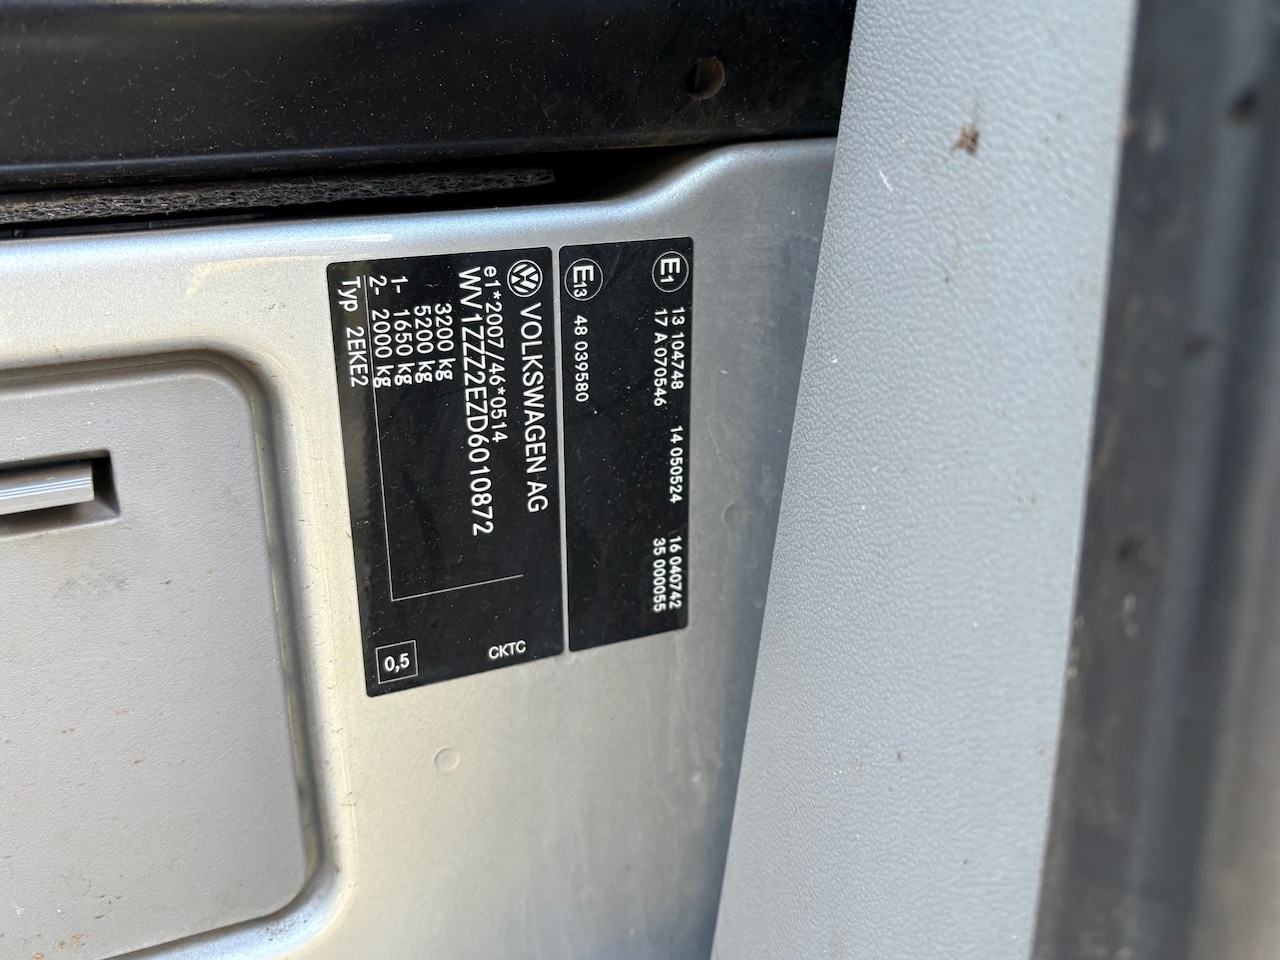 VOLKSWAGEN AG
e1*2007/46*0514
WV1ZZZ2EZD6010872
3200 kg
5200 kg
1- 1650 kg
2- 2000 kg
Typ 2EKE2
CKTC
0,5
E1
13 104748 14 050524 16 040742
17 A 070546 35 000055
E13 48 039580